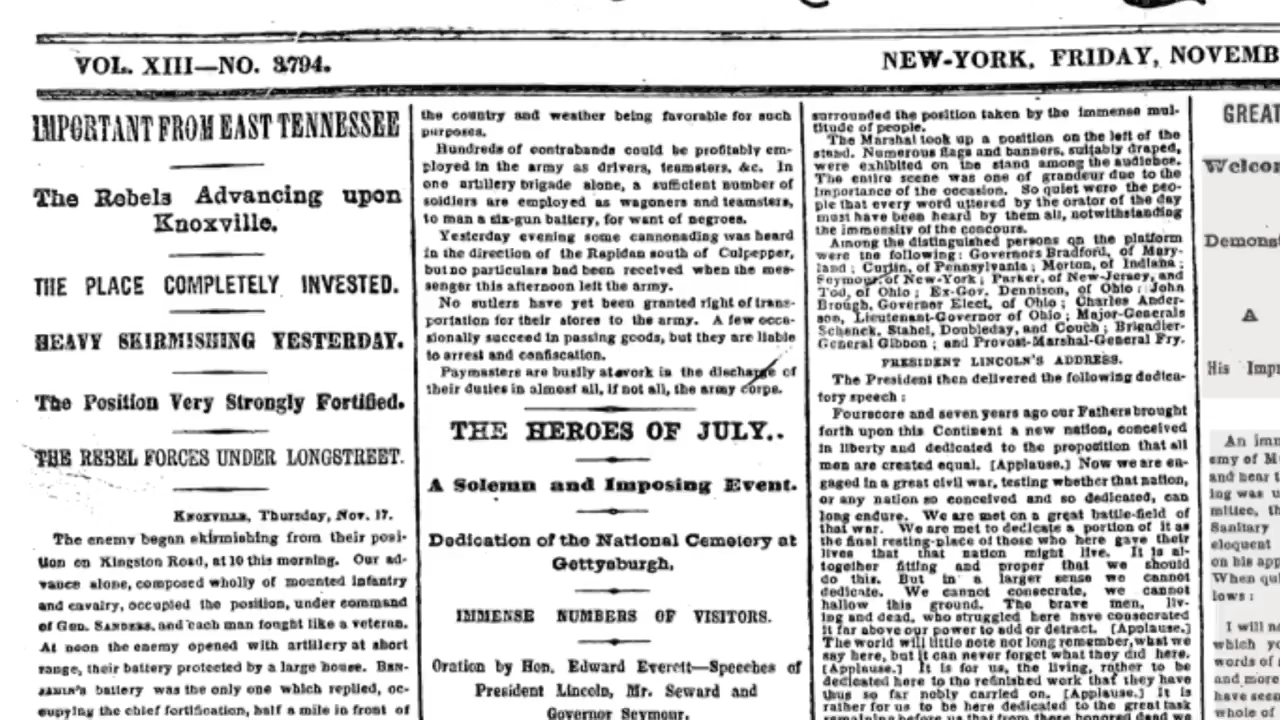 VOL. XIII—NO. 3794.
NEW-YORK, FRIDAY, NOVEMB
IMPORTANT FROM EAST TENNESSEE
The Rebels Advancing upon
Knoxville.
THE PLACE COMPLETELY INVESTED.
HEAVY SKIRMISHING YESTERDAY.
The Position Very Strongly Fortified.
THE REBEL FORCES UNDER LONGSTREET.
KNOXVILLE, Thursday, Nov. 17.
The enemy began skirmishing from their posi-
tion on Kingston Road, at 10 this morning. Our ad-
vance alone, composed wholly of mounted infantry
and cavalry, occupied the position, under command
of Gen. SANDERS, and each man fought like a veteran.
At noon the enemy opened with artillery at short
range, their battery protected by a large house. BEN-
JAMIN'S battery was the only one which replied, oc-
cupying the chief fortification, half a mile in front of
the country and weather being favorable for such
purposes.
Hundreds of contrabands could be profitably em-
ployed in the army as drivers, teamsters, &c. In
one artillery brigade alone, a sufficient number of
soldiers are employed as wagoners and teamsters,
to man a six-gun battery, for want of negroes.
Yesterday evening some cannonading was heard
in the direction of the Rapidan south of Culpepper,
but no particulars had been received when the mes-
senger this afternoon left the army.
No sutlers have yet been granted right of trans-
portation for their stores to the army. A few occa-
sionally succeed in passing goods, but they are liable
to arrest and confiscation.
Paymasters are busily at work in the discharge of
their duties in almost all, if not all, the army corps.
THE HEROES OF JULY..
A Solemn and Imposing Event.
Dedication of the National Cemetery at
Gettysburgh,
IMMENSE NUMBERS OF VISITORS.
Oration by Hon. Edward Everett—Speeches of
President Lincoln, Mr. Seward and
Governor Seymour.
surrounded the position taken by the immense mul-
titude of people.
The Marshal took up a position on the left of the
stand. Numerous flags and banners, suitably draped,
were exhibited on the stand among the audience.
The entire scene was one of grandeur due to the
importance of the occasion. So quiet were the peo-
ple that every word uttered by the orator of the day
must have been heard by them all, notwithstanding
the immensity of the concours.
Among the distinguished persons on the platform
were the following: Governors Bradford, of Mary-
land; Curtin, of Pennsylvania; Morton, of Indiana;
Seymour, of New-York; Parker, of New-Jersey, and
Tod, of Ohio; Ex-Gov. Dennison, of Ohio; John
Brough, Governor Elect, of Ohio; Charles Ander-
son, Lieutenant-Governor of Ohio; Major-Generals
Schenck, Stahel, Doubleday, and Couch; Brigadier-
General Gibbon; and Provost-Marshal-General Fry.
PRESIDENT LINCOLN'S ADDRESS.
The President then delivered the following dedica-
tory speech:
Fourscore and seven years ago our Fathers brought
forth upon this Continent a new nation, conceived
in liberty and dedicated to the proposition that all
men are created equal. [Applause.] Now we are en-
gaged in a great civil war, testing whether that nation,
or any nation so conceived and so dedicated, can
long endure. We are met on a great battle-field of
that war. We are met to dedicate a portion of it as
the final resting-place of those who here gave their
lives that that nation might live. It is al-
together fitting and proper that we should
do this. But in a larger sense we cannot
dedicate. We cannot consecrate, we cannot
hallow this ground. The brave men, liv-
ing and dead, who struggled here have consecrated
it far above our power to add or detract. [Applause.]
The world will little note nor long remember, what we
say here, but it can never forget what they did here.
[Applause.] It is for us, the living, rather to be
dedicated here to the refinished work that they have
thus so far nobly carried on. [Applause.] It is
rather for us to be here dedicated to the great task
remaining before us that from these honored dead we
GREAT
Welcom
Demonst
A
His Impr
An imm
emy of Mu
and hear t
ing was u
mittee, th
Sanitary
eloquent
on his app
When qui
lows:
I will no
which yo
words of
and more
have seen
whole of